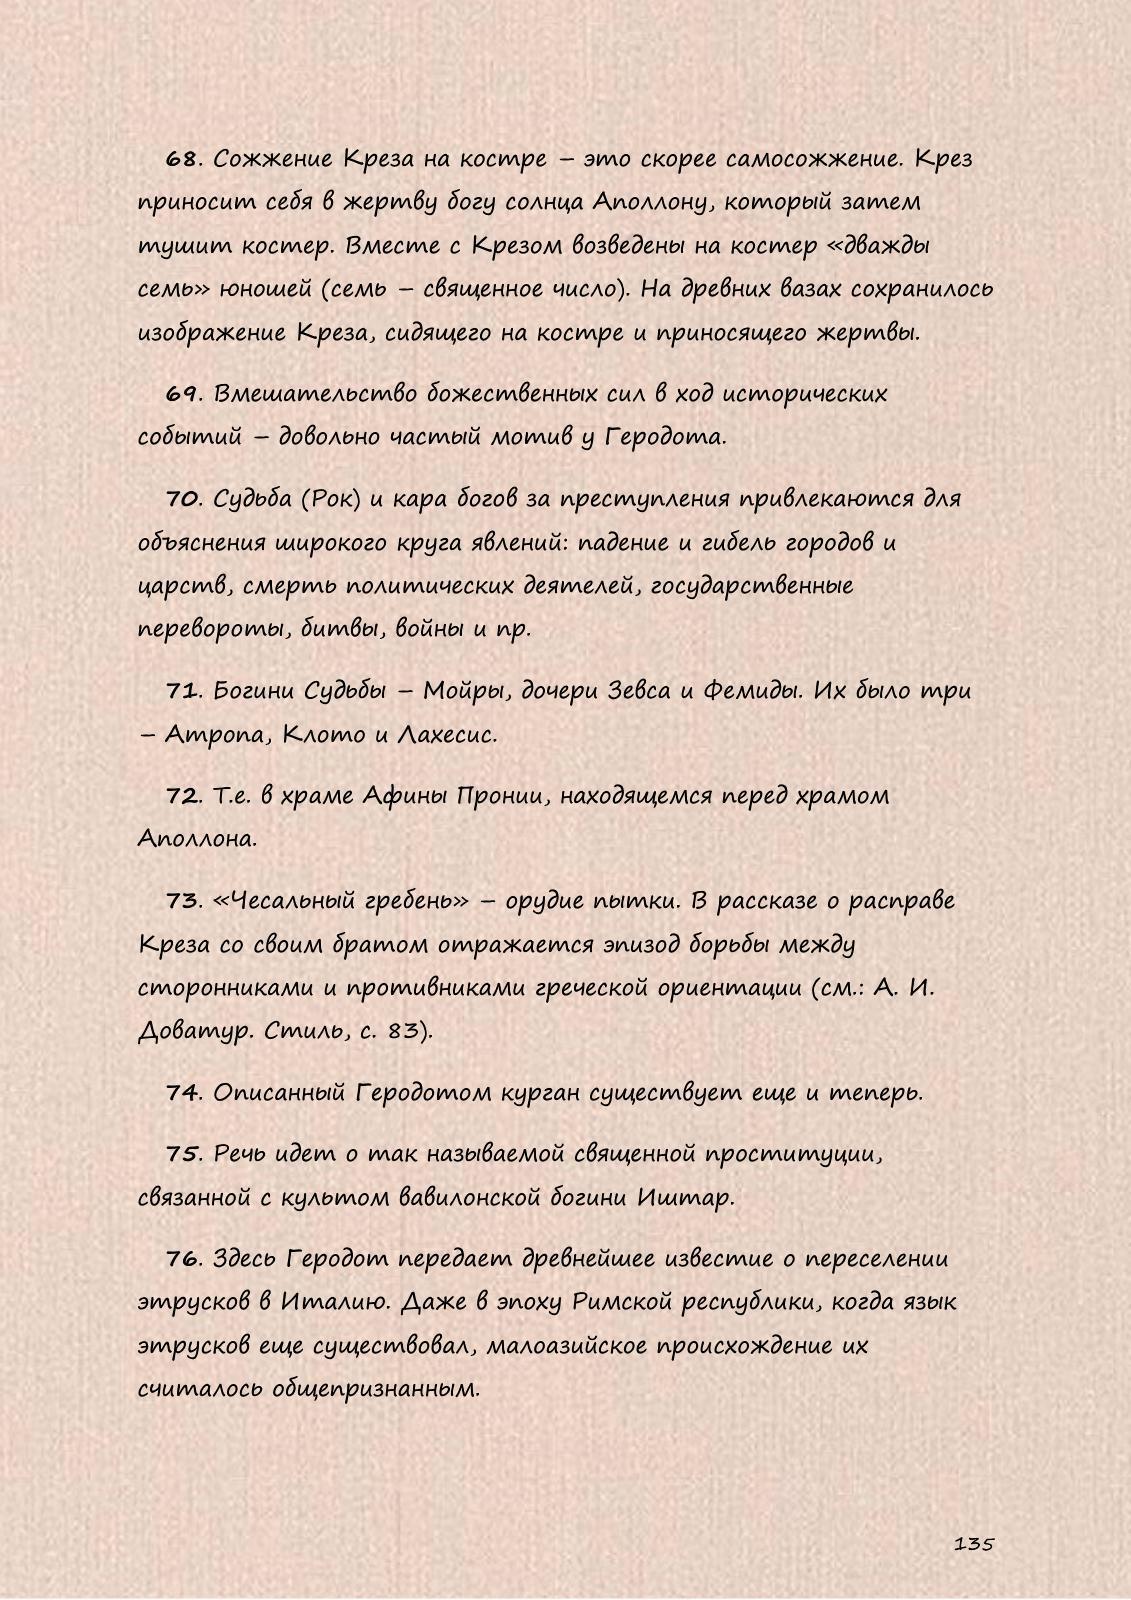 68. Сожжение Креза на костре – это скорее самосожжение. Крез
приносит себя в жертву богу солнца Аполлону, который затем
тушит костер. Вместе с Крезом возведены на костер «дважды
семь» юношей (семь – священное число). На древних вазах сохранилось
изображение Креза, сидящего на костре и приносящего жертвы.
69. Вмешательство божественных сил в ход исторических
событий – довольно частый мотив у Геродота.
70. Судьба (Рок) и кара богов за преступления привлекаются для
объяснения широкого круга явлений: падение и гибель городов и
царств, смерть политических деятелей, государственные
перевороты, битвы, войны и пр.
71. Богини Судьбы – Мойры, дочери Зевса и Фемиды. Их было три
– Атропа, Клото и Лахесис.
72. Т.е. в храме Афины Пронии, находящемся перед храмом
Аполлона.
73. «Чесальный гребень» – орудие пытки. В рассказе о расправе
Креза со своим братом отражается эпизод борьбы между
сторонниками и противниками греческой ориентации (см.: А. И.
Доватур. Стиль, с. 83).
74. Описанный Геродотом курган существует еще и теперь.
75. Речь идет о так называемой священной проституции,
связанной с культом вавилонской богини Иштар.
76. Здесь Геродот передает древнейшее известие о переселении
этрусков в Италию. Даже в эпоху Римской республики, когда язык
этрусков еще существовал, малоазийское происхождение их
считалось общепризнанным.
135